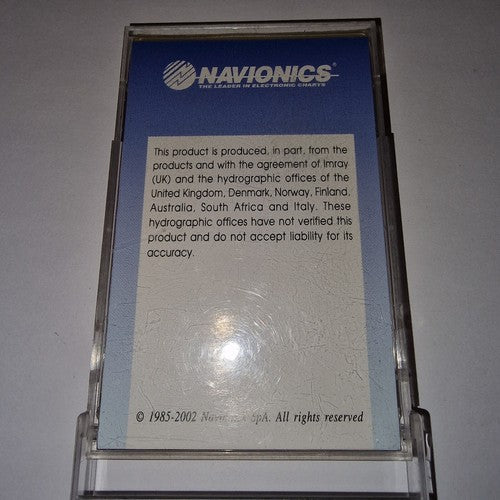 NAVIONICS®
THE LEADER IN ELECTRONIC CHARTS
This product is produced, in part, from the
products and with the agreement of Imray
(UK) and the hydrographic offices of the
United Kingdom, Denmark, Norway, Finland,
Australia, South Africa and Italy. These
hydrographic offices have not verified this
product and do not accept liability for its
accuracy.
© 1985-2002 Navionics SpA. All rights reserved